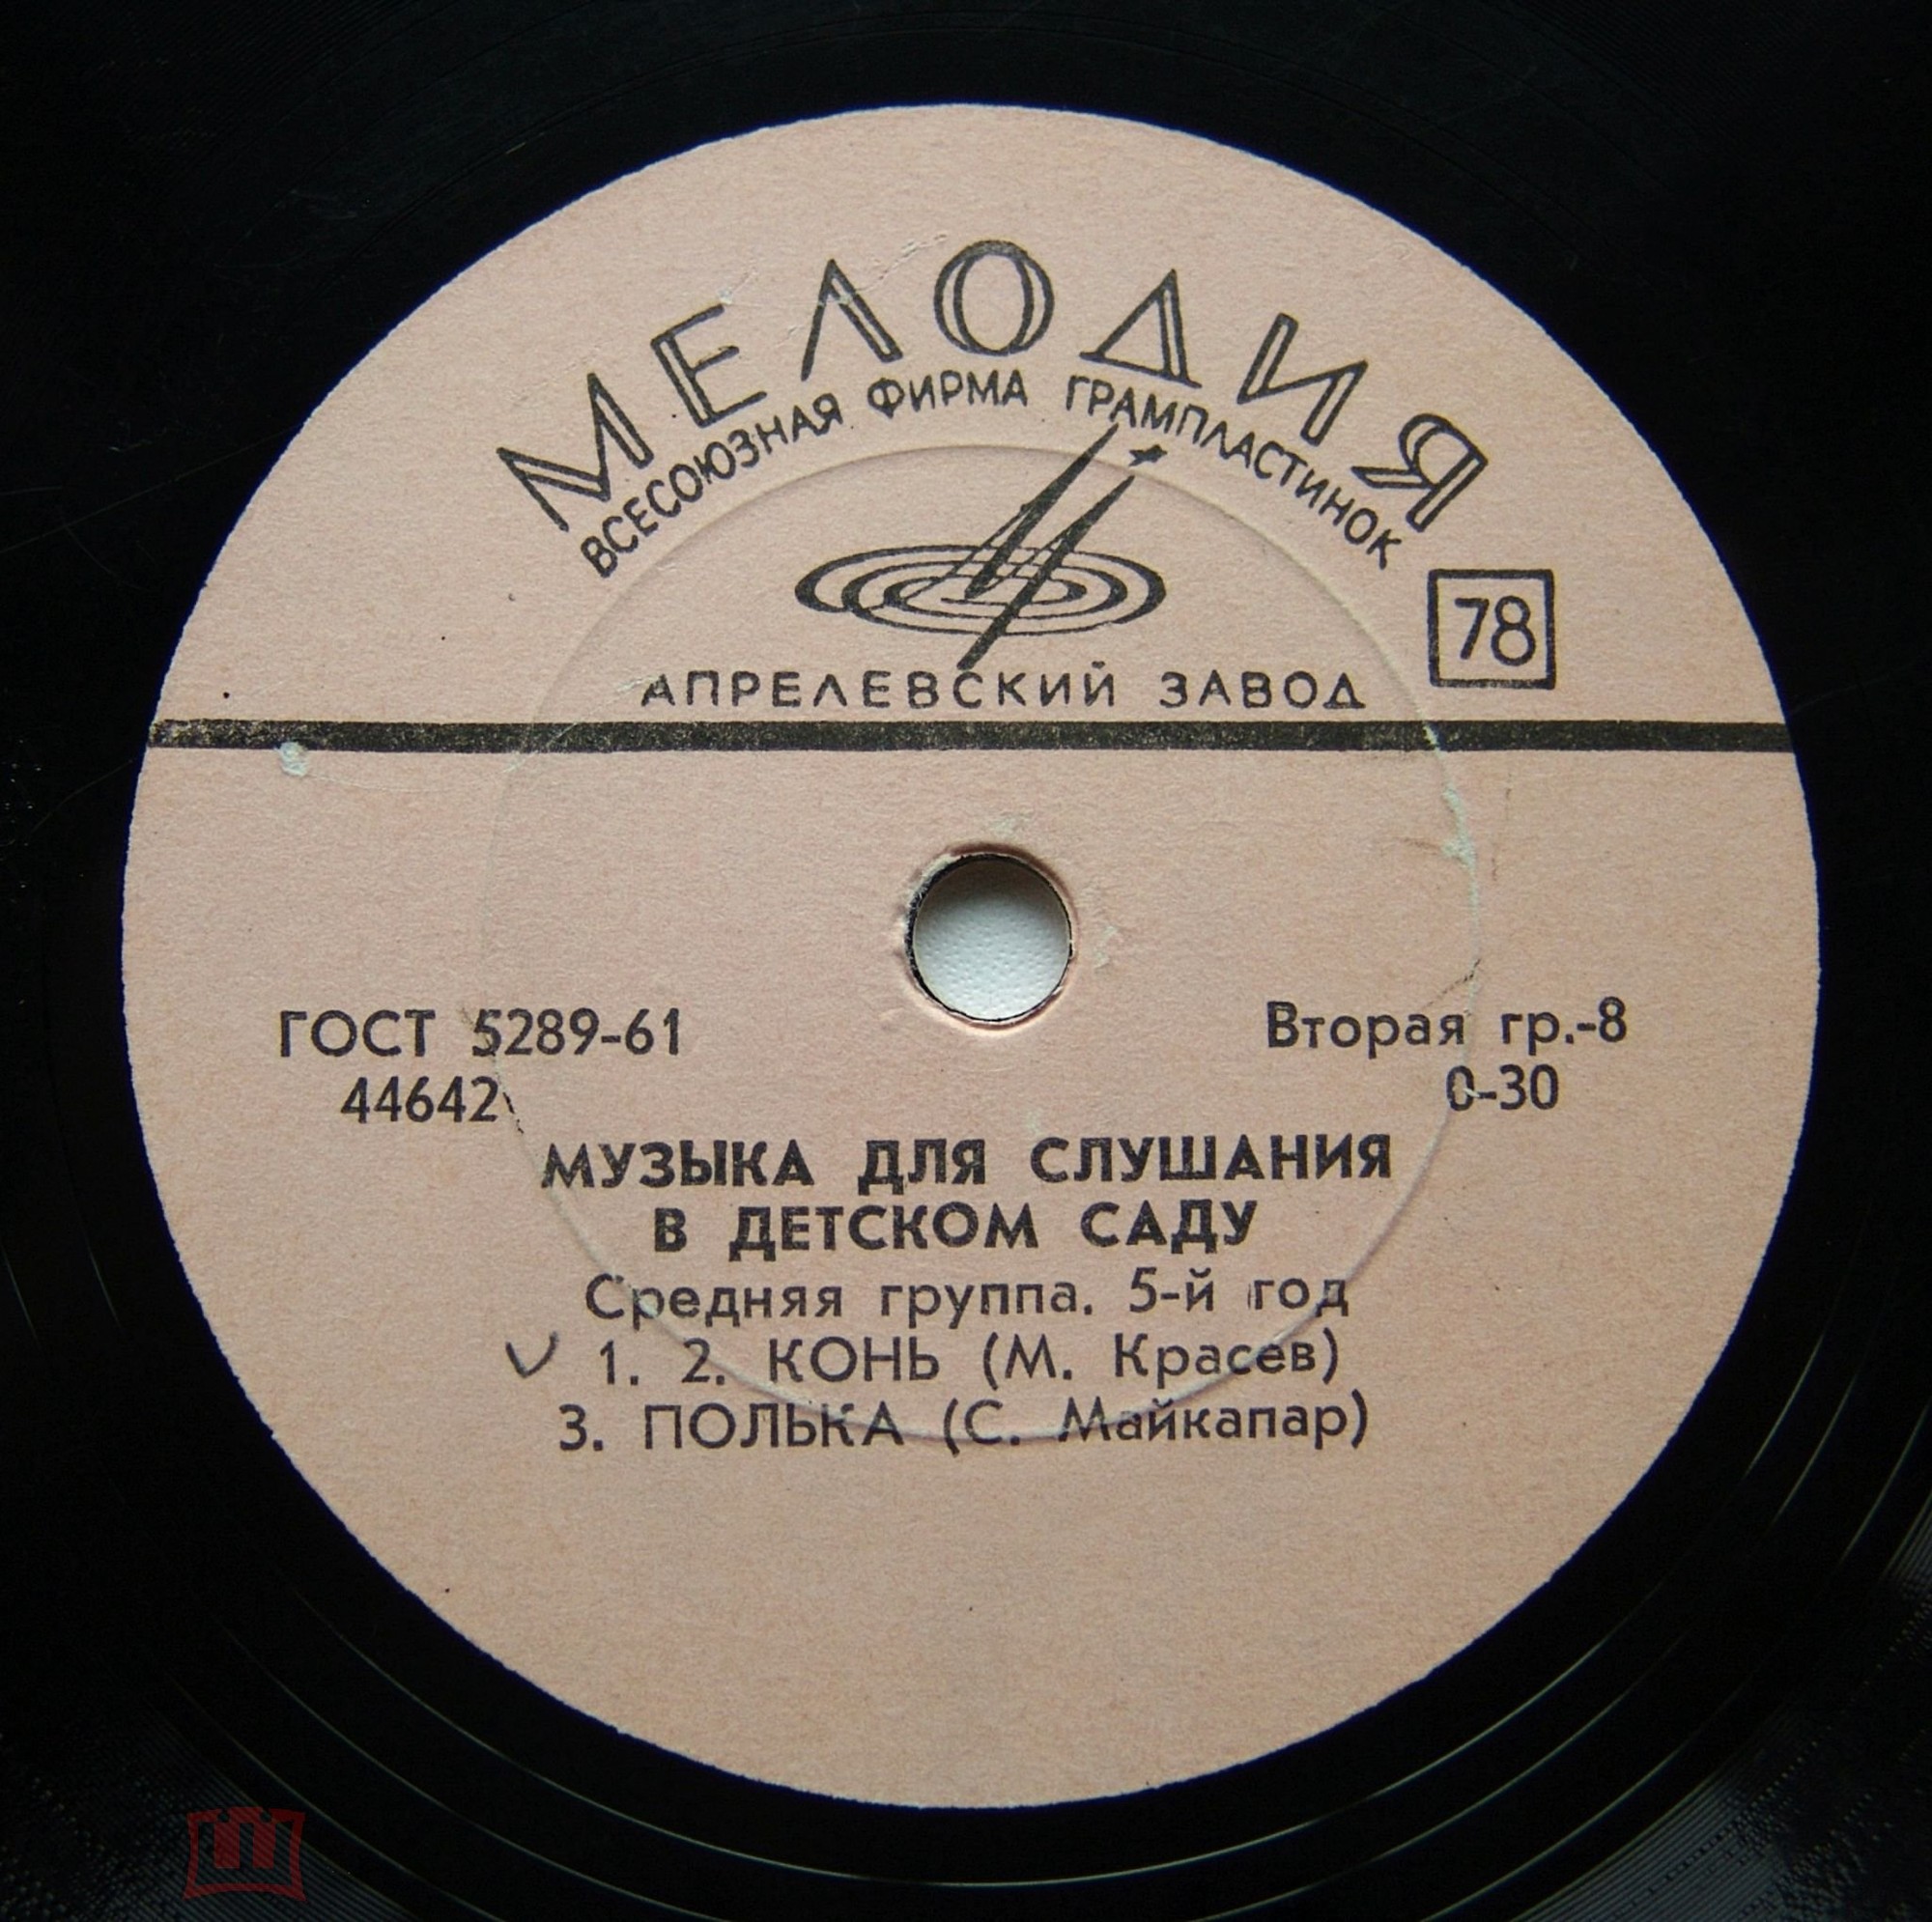 МЕЛОДИЯ
ВСЕСОЮЗНАЯ ФИРМА ГРАМПЛАСТИНОК
78
АПРЕЛЕВСКИЙ ЗАВОД
ГОСТ 5289-61
Вторая гр.-8
44642
0-30
МУЗЫКА ДЛЯ СЛУШАНИЯ
В ДЕТСКОМ САДУ
Средняя группа. 5-й год
1. 2. КОНЬ (М. Красев)
3. ПОЛЬКА (С. Майкапар)